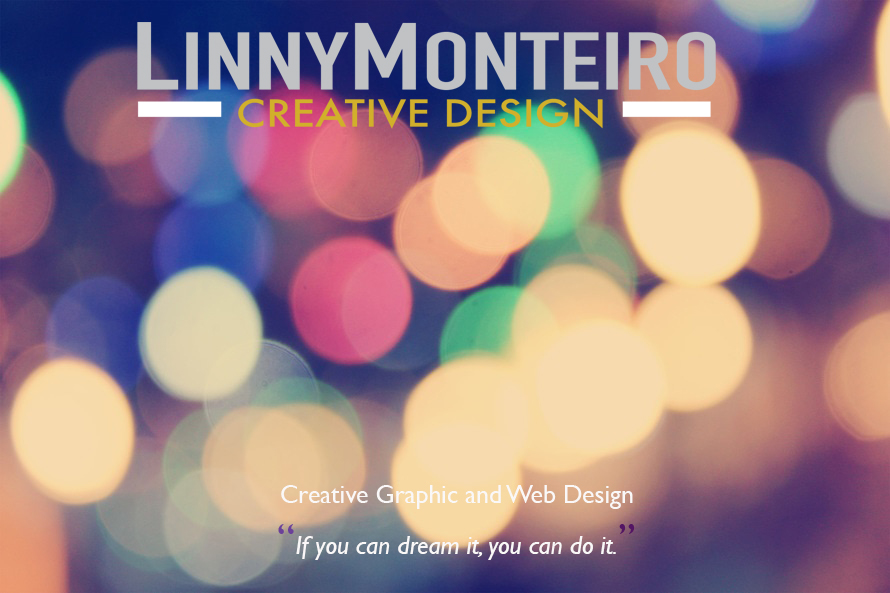 LINNYMONTEIRO
CREATIVE DESIGN
Creative Graphic and Web Design
“If you can dream it, you can do it.”